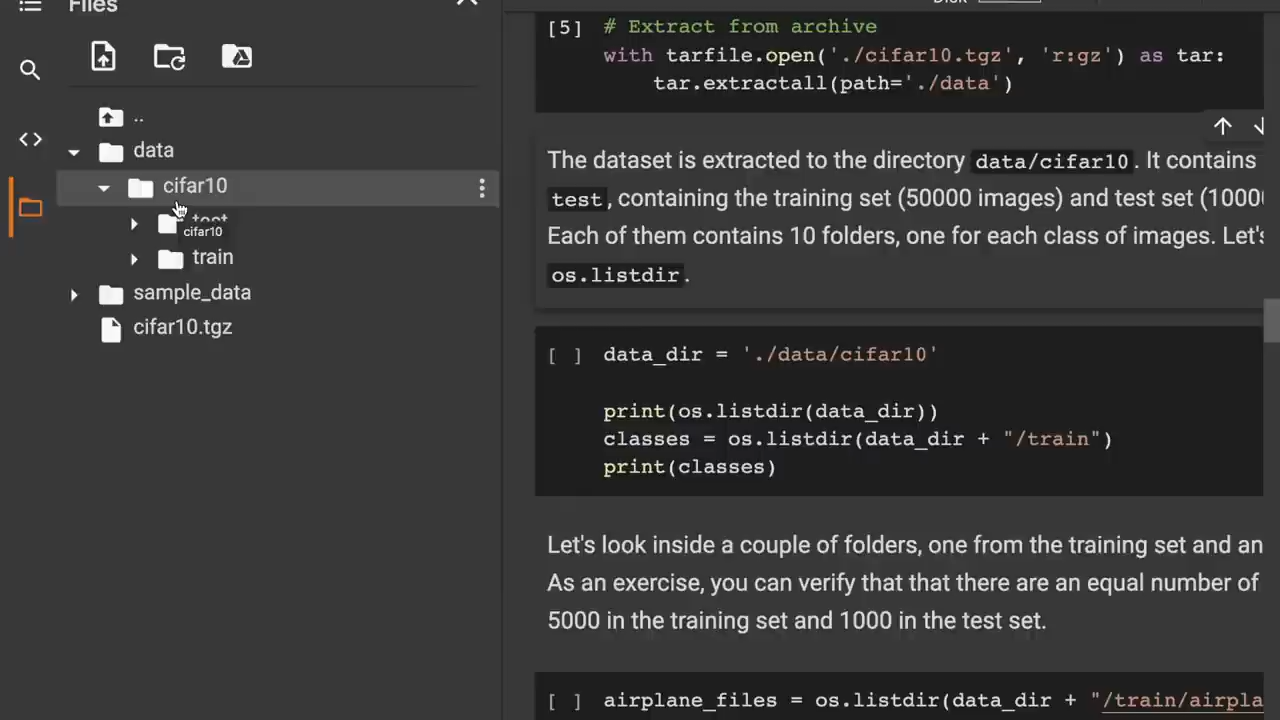 Files
Disk
..
data
cifar10
test
cifar10
train
sample_data
cifar10.tgz
[5] # Extract from archive
with tarfile.open('./cifar10.tgz', 'r:gz') as tar:
tar.extractall(path='./data')
The dataset is extracted to the directory data/cifar10. It contains
test, containing the training set (50000 images) and test set (1000
Each of them contains 10 folders, one for each class of images. Let's
os.listdir.
[ ] data_dir = './data/cifar10'
print(os.listdir(data_dir))
classes = os.listdir(data_dir + "/train")
print(classes)
Let's look inside a couple of folders, one from the training set and an
As an exercise, you can verify that that there are an equal number of
5000 in the training set and 1000 in the test set.
[ ] airplane_files = os.listdir(data_dir + "/train/airpla